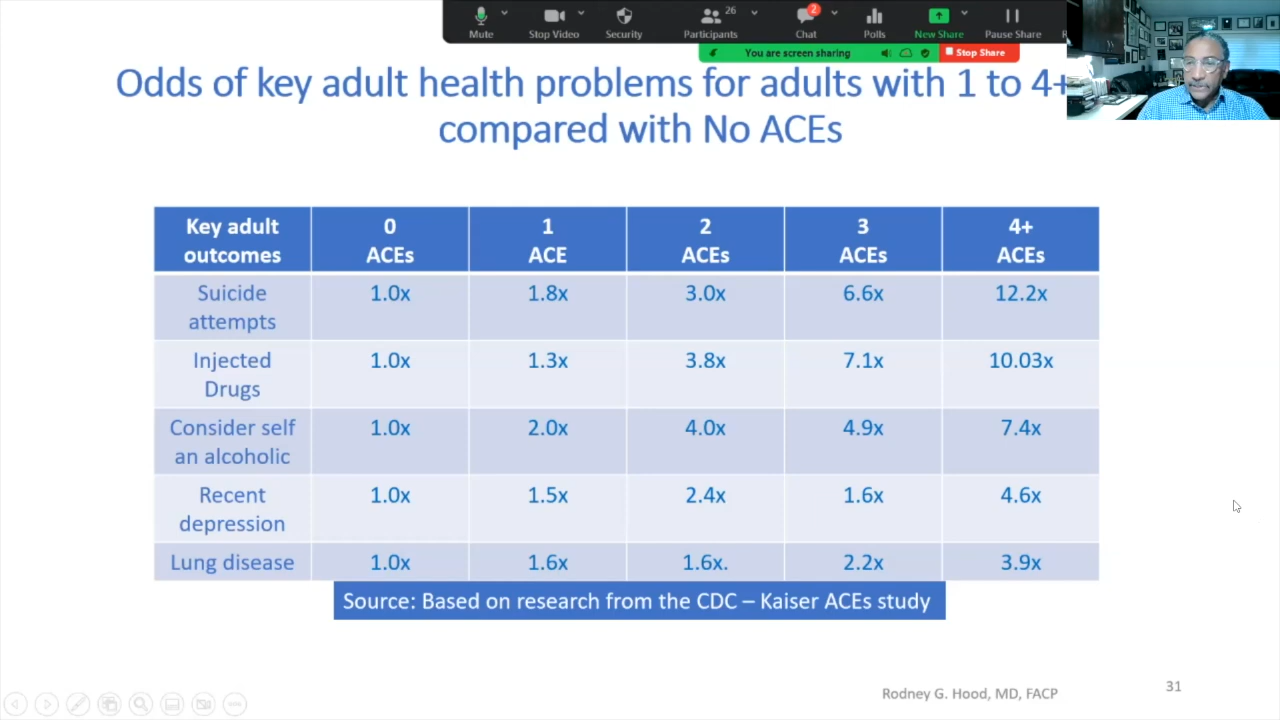 26
2
Mute
Stop Video
Security
Participants
Chat
Polls
New Share
Pause Share
You are screen sharing
Stop Share
Odds of key adult health problems for adults with 1 to 4+
compared with No ACEs
Key adult outcomes
0 ACEs
1 ACE
2 ACEs
3 ACEs
4+ ACEs
Suicide attempts
1.0x
1.8x
3.0x
6.6x
12.2x
Injected Drugs
1.0x
1.3x
3.8x
7.1x
10.03x
Consider self an alcoholic
1.0x
2.0x
4.0x
4.9x
7.4x
Recent depression
1.0x
1.5x
2.4x
1.6x
4.6x
Lung disease
1.0x
1.6x
1.6x.
2.2x
3.9x
Source: Based on research from the CDC – Kaiser ACEs study
Rodney G. Hood, MD, FACP
31